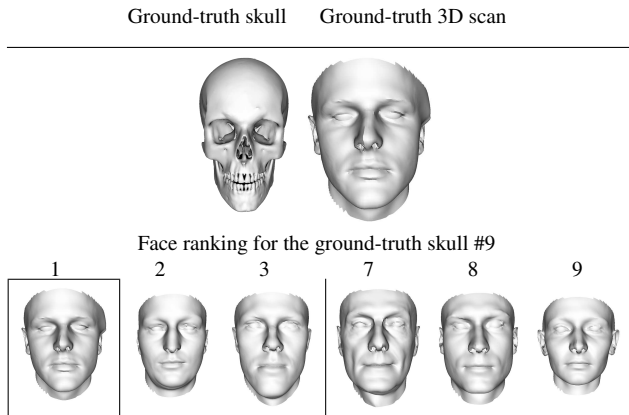 Ground-truth skull Ground-truth 3D scan
Face ranking for the ground-truth skull #9
1 2 3 7 8 9